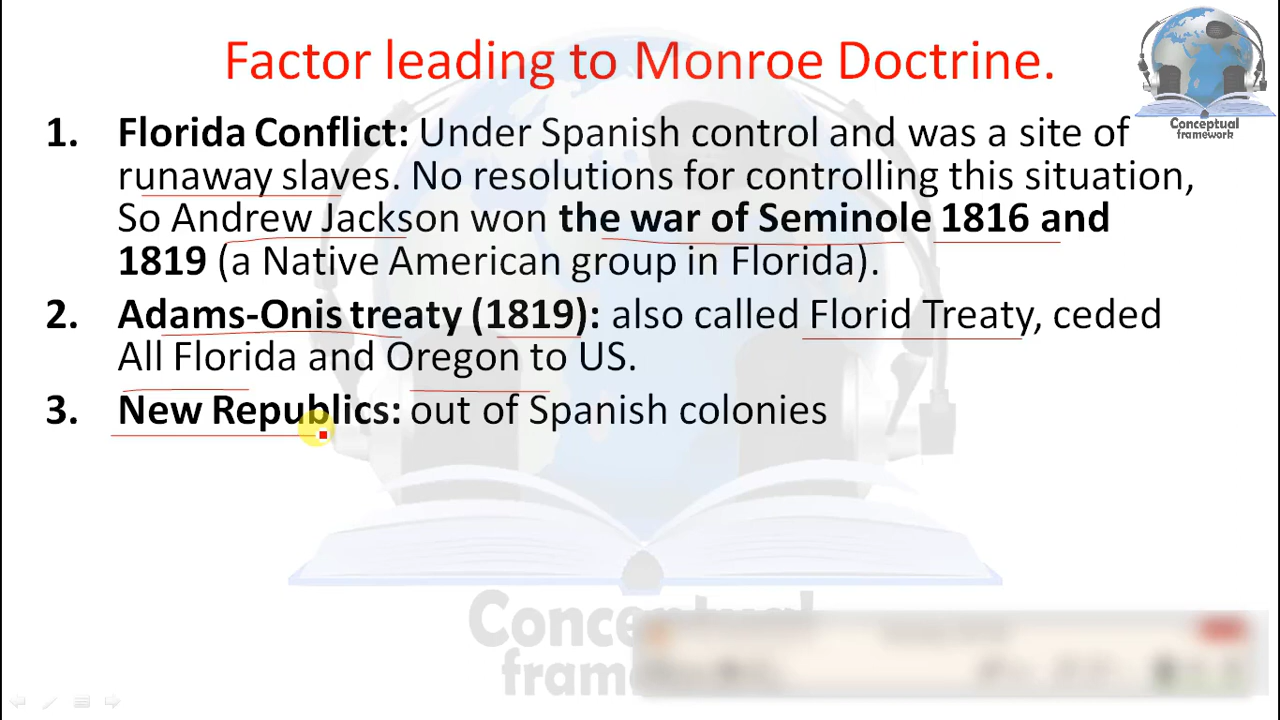 Factor leading to Monroe Doctrine.
Conceptual
framework
1. Florida Conflict: Under Spanish control and was a site of
runaway slaves. No resolutions for controlling this situation,
So Andrew Jackson won the war of Seminole 1816 and
1819 (a Native American group in Florida).
2. Adams-Onis treaty (1819): also called Florid Treaty, ceded
All Florida and Oregon to US.
3. New Republics: out of Spanish colonies